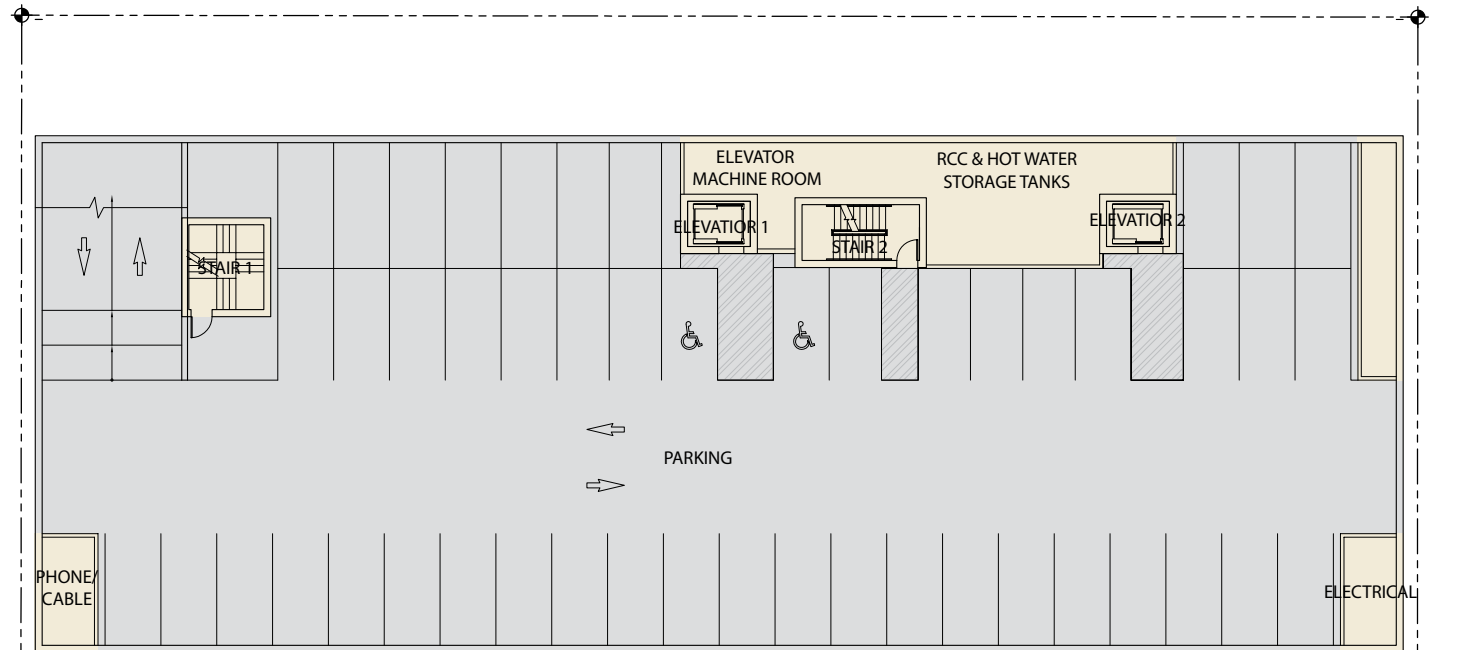 ELEVATOR
MACHINE ROOM
RCC & HOT WATER
STORAGE TANKS
ELEVATIOR 1
ELEVATIOR 2
STAIR 2
STAIR 1
PARKING
PHONE/
CABLE
ELECTRICAL